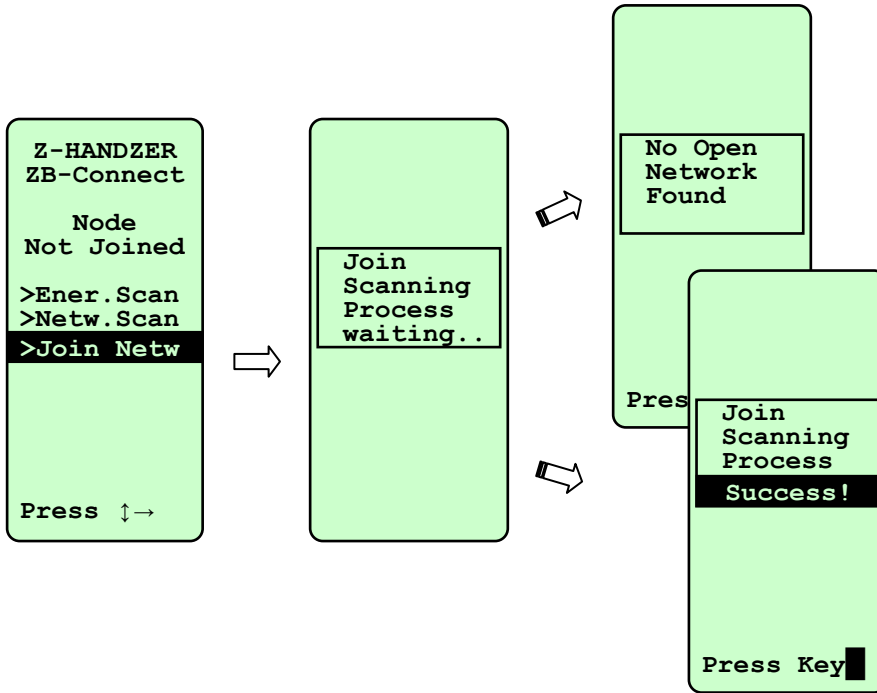 Z-HANDZER
ZB-Connect
Node
Not Joined
>Ener.Scan
>Netw.Scan
>Join Netw
Press ↕→
Join
Scanning
Process
waiting..
No Open
Network
Found
Pres
Join
Scanning
Process
Success!
Press Key